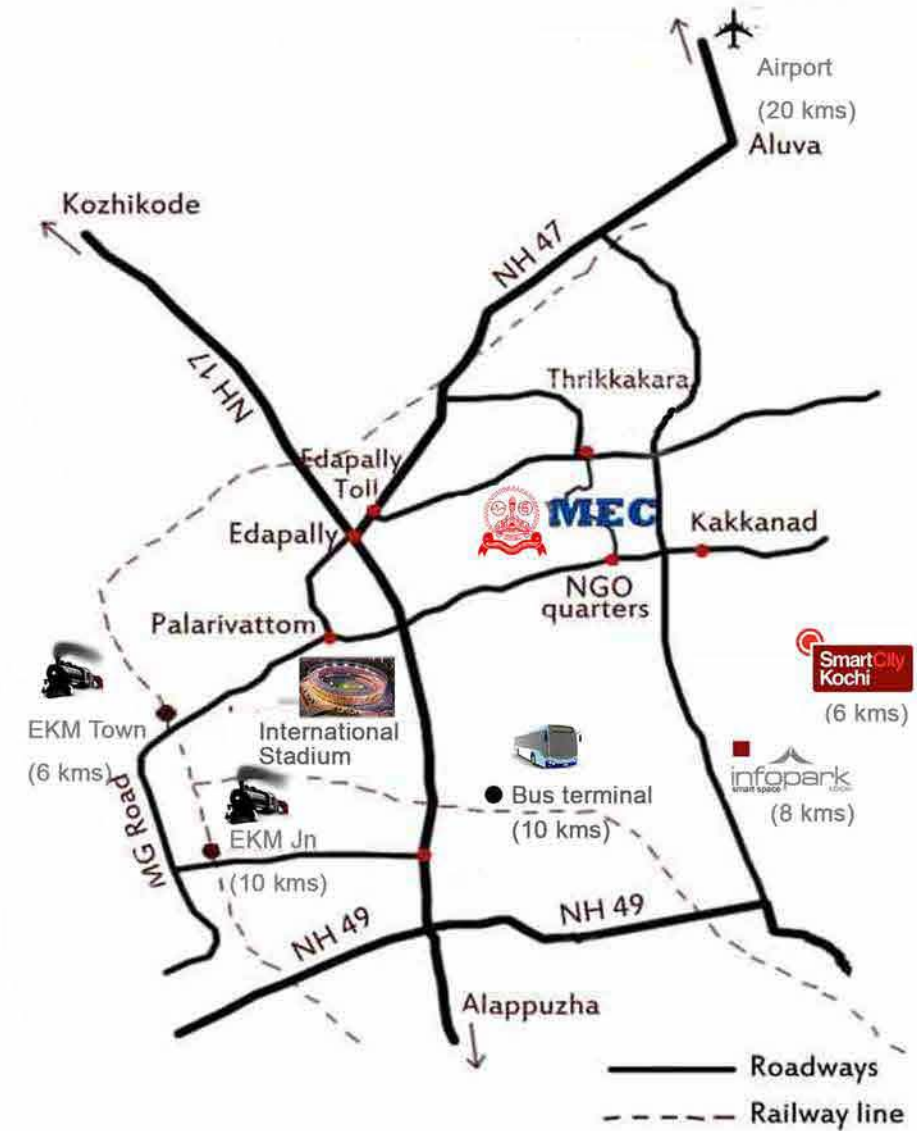 Airport
(20 kms)
Aluva
Kozhikode
NH 47
NH 17
Thrikkakara
Edapally
Toll
MEC
Edapally
Kakkanad
NGO
quarters
Palarivattom
SmartCity
Kochi
(6 kms)
EKM Town
(6 kms)
International
Stadium
infopark
smart space
(8 kms)
Bus terminal
(10 kms)
MG Road
EKM Jn
(10 kms)
NH 49
NH 49
Alappuzha
Roadways
Railway line